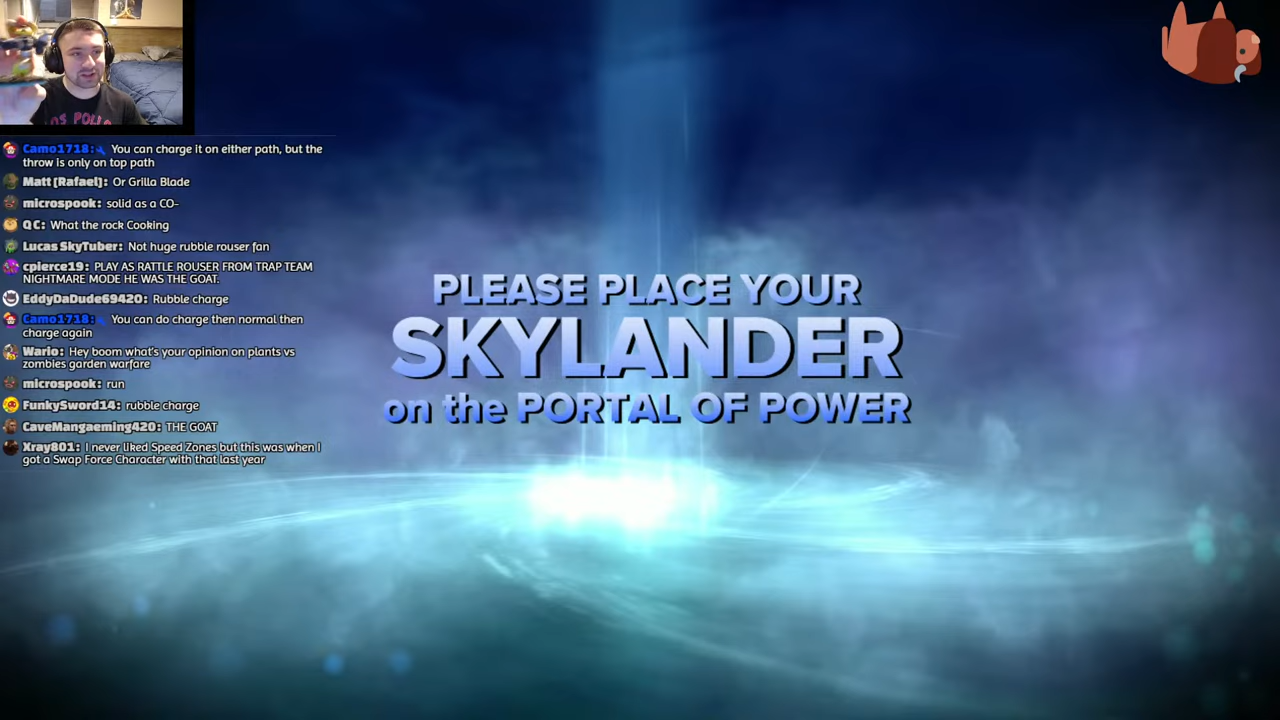 Camo1718: You can charge it on either path, but the
throw is only on top path
Matt [Rafael]: Or Grilla Blade
microspook: solid as a CO-
QC: What the rock Cooking
Lucas SkyTuber: Not huge rubble rouser fan
cpierce19: PLAY AS RATTLE ROUSER FROM TRAP TEAM
NIGHTMARE MODE HE WAS THE GOAT.
EddyDaDude69420: Rubble charge
Camo1718: You can do charge then normal then
charge again
Wario: Hey boom what's your opinion on plants vs
zombies garden warfare
microspook: run
FunkySword14: rubble charge
CaveMangaeming420: THE GOAT
Xray801: I never liked Speed Zones but this was when I
got a Swap Force Character with that last year
PLEASE PLACE YOUR
SKYLANDER
on the PORTAL OF POWER